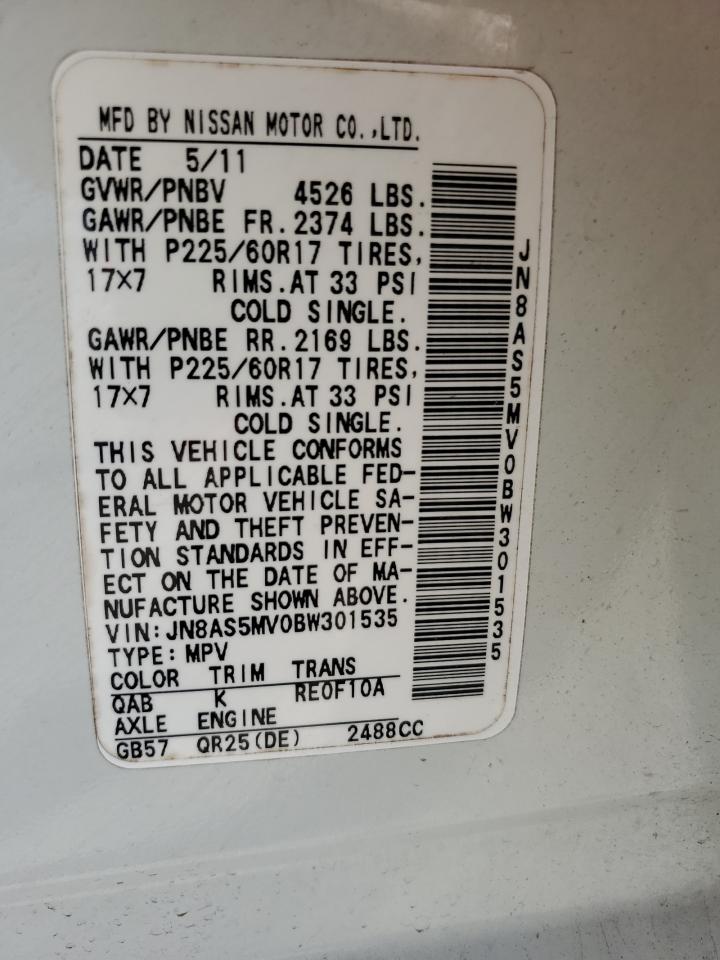 MFD BY NISSAN MOTOR CO.,LTD.
DATE 5/11
GVWR/PNBV 4526 LBS.
GAWR/PNBE FR. 2374 LBS.
WITH P225/60R17 TIRES,
17X7 RIMS.AT 33 PSI
COLD SINGLE.
GAWR/PNBE RR. 2169 LBS.
WITH P225/60R17 TIRES,
17X7 RIMS.AT 33 PSI
COLD SINGLE.
THIS VEHICLE CONFORMS
TO ALL APPLICABLE FED-
ERAL MOTOR VEHICLE SA-
FETY AND THEFT PREVEN-
TION STANDARDS IN EFF-
ECT ON THE DATE OF MA-
NUFACTURE SHOWN ABOVE.
VIN:JN8AS5MV0BW301535
TYPE:MPV
COLOR TRIM TRANS
QAB K RE0F10A
AXLE ENGINE
GB57 QR25(DE) 2488CC
JN8AS5MV0BW301535